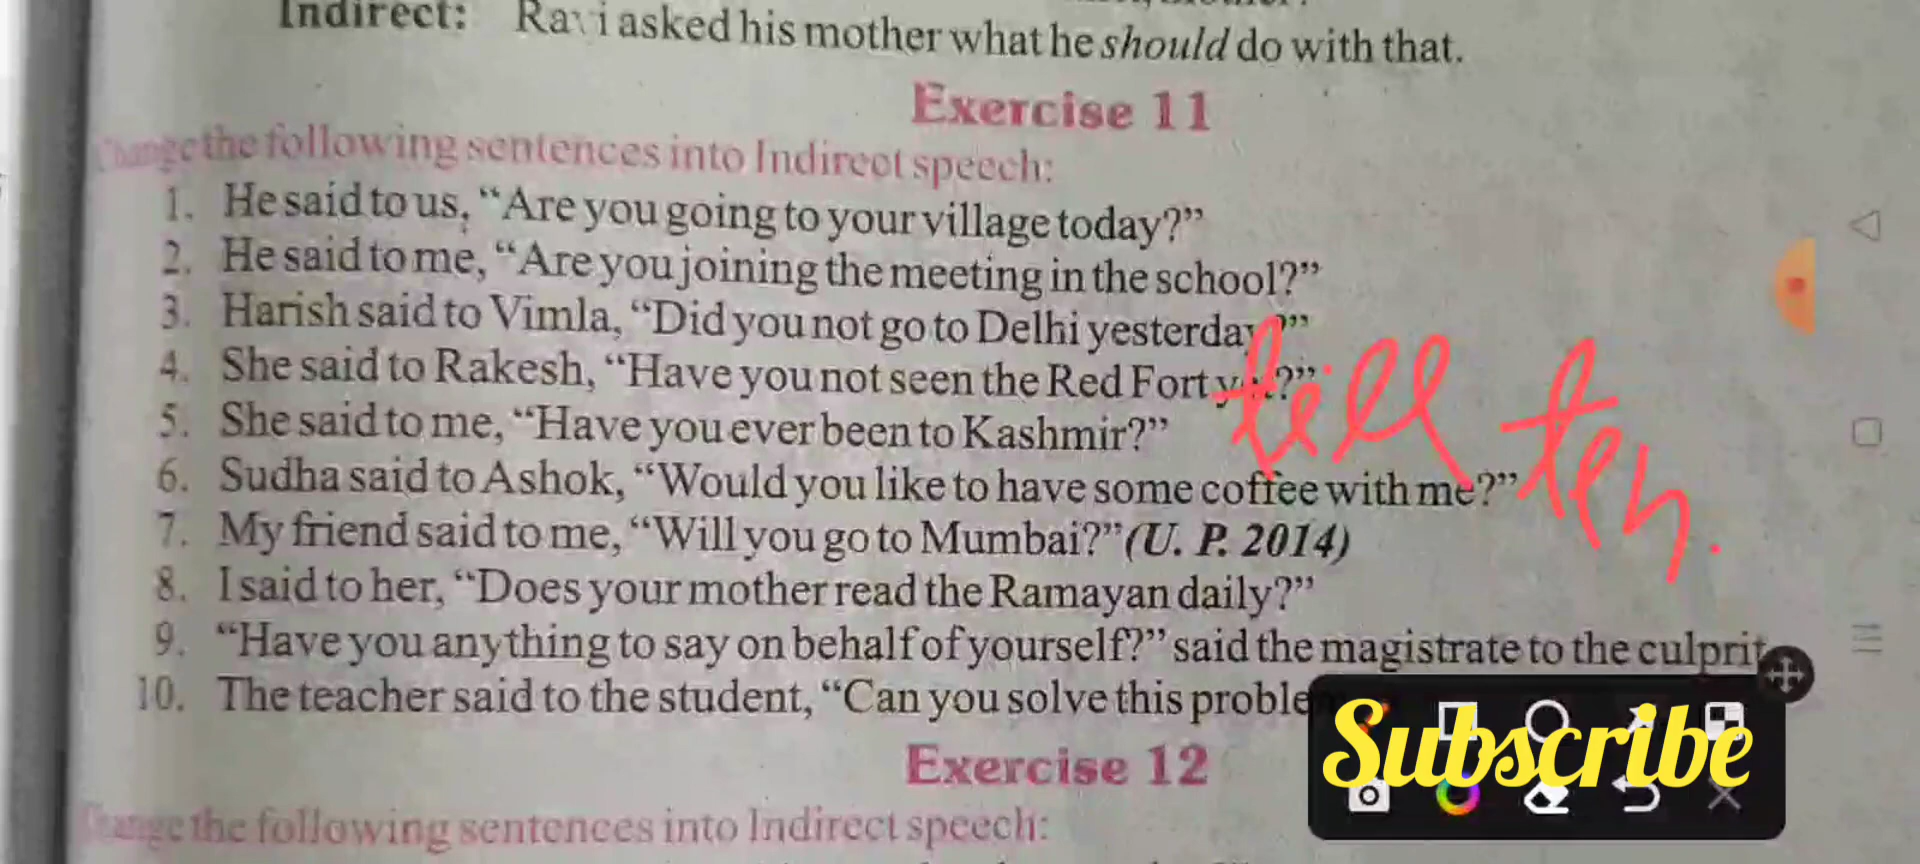 Indirect: Ravi asked his mother what he should do with that.
Exercise 11
Change the following sentences into Indirect speech:
1. He said to us, “Are you going to your village today?”
2. He said to me, “Are you joining the meeting in the school?”
3. Harish said to Vimla, “Did you not go to Delhi yesterday?”
4. She said to Rakesh, “Have you not seen the Red Fort yet?”
till ten.
5. She said to me, “Have you ever been to Kashmir?”
6. Sudha said to Ashok, “Would you like to have some coffee with me?”
7. My friend said to me, “Will you go to Mumbai?” (U. P. 2014)
8. I said to her, “Does your mother read the Ramayan daily?”
9. “Have you anything to say on behalf of yourself?” said the magistrate to the culprit
10. The teacher said to the student, “Can you solve this
Subscribe
Exercise 12
Change the following sentences into Indirect speech: